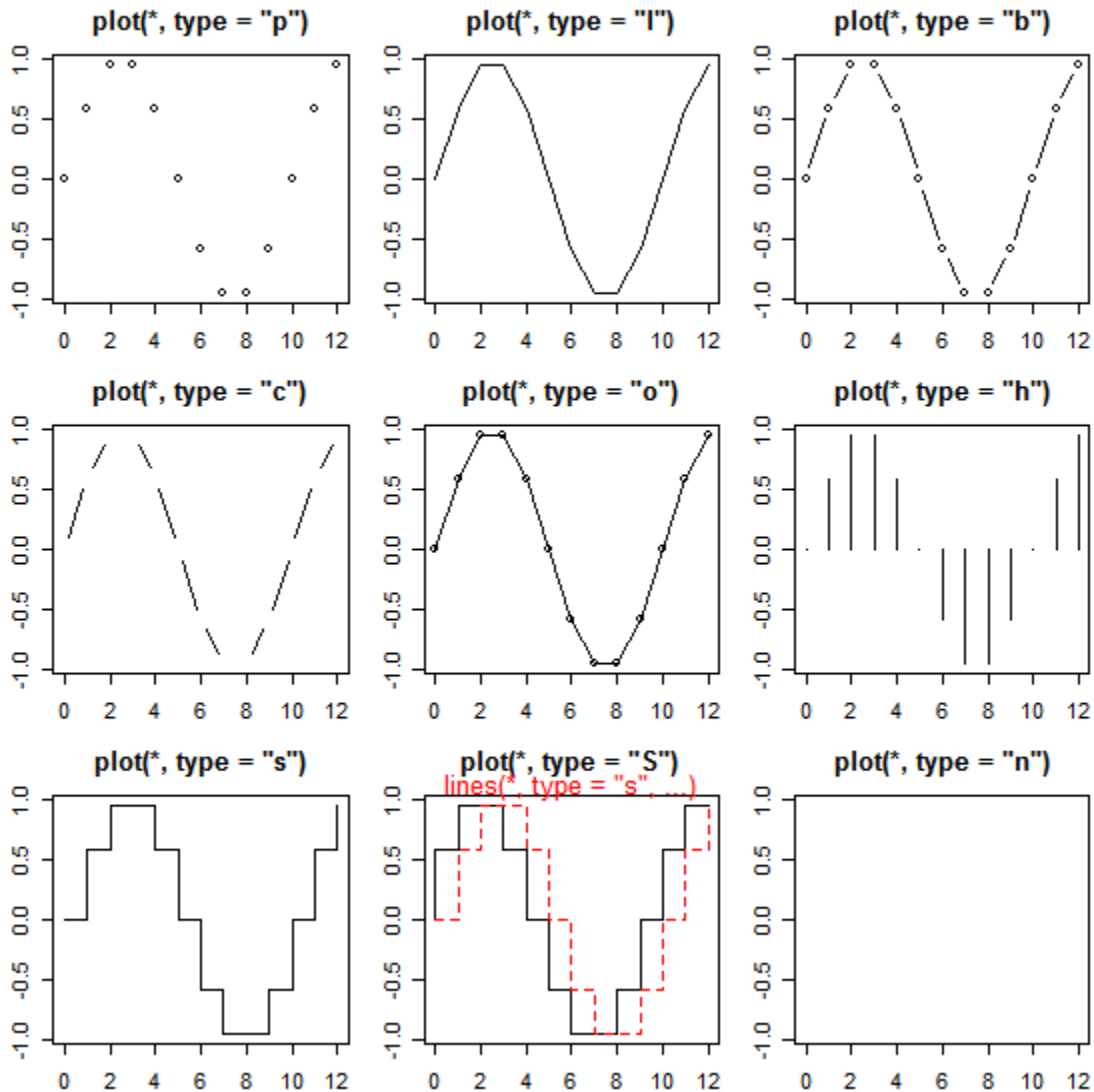 plot(*, type = "p")
plot(*, type = "l")
plot(*, type = "b")
1.0
0.5
0.0
-0.5
-1.0
0 2 4 6 8 10 12
1.0
0.5
0.0
-0.5
-1.0
0 2 4 6 8 10 12
1.0
0.5
0.0
-0.5
-1.0
0 2 4 6 8 10 12
plot(*, type = "c")
plot(*, type = "o")
plot(*, type = "h")
1.0
0.5
0.0
-0.5
-1.0
0 2 4 6 8 10 12
1.0
0.5
0.0
-0.5
-1.0
0 2 4 6 8 10 12
1.0
0.5
0.0
-0.5
-1.0
0 2 4 6 8 10 12
plot(*, type = "s")
plot(*, type = "S")
plot(*, type = "n")
1.0
0.5
0.0
-0.5
-1.0
0 2 4 6 8 10 12
lines(*, type = "s", ...)
1.0
0.5
0.0
-0.5
-1.0
0 2 4 6 8 10 12
1.0
0.5
0.0
-0.5
-1.0
0 2 4 6 8 10 12